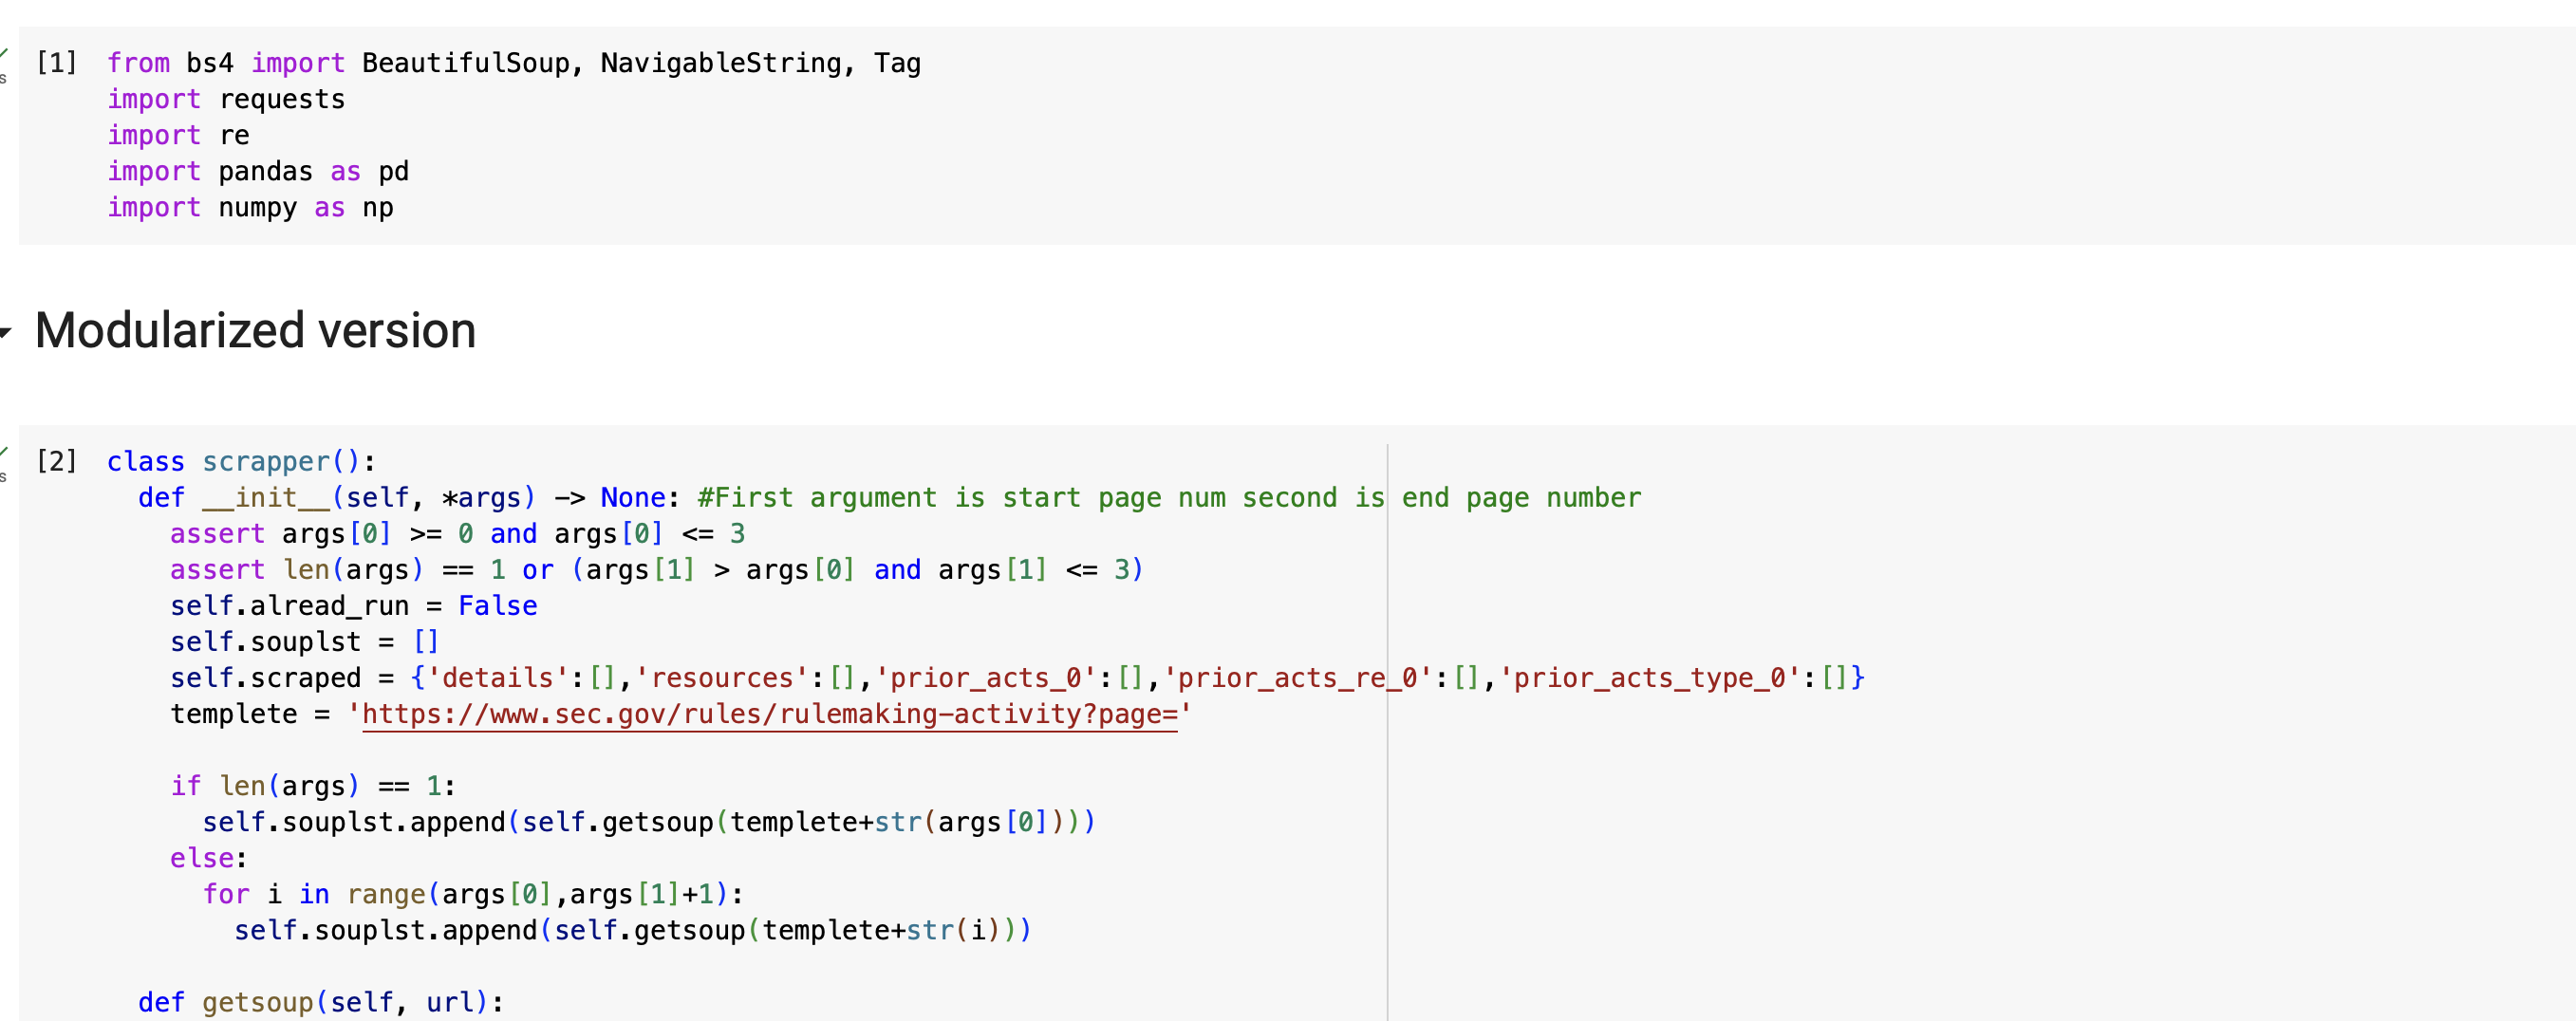 [1] from bs4 import BeautifulSoup, NavigableString, Tag
import requests
import re
import pandas as pd
import numpy as np
Modularized version
[2] class scrapper():
def __init__(self, *args) -> None: #First argument is start page num second is end page number
assert args[0] >= 0 and args[0] <= 3
assert len(args) == 1 or (args[1] > args[0] and args[1] <= 3)
self.alread_run = False
self.souplst = []
self.scraped = {'details':[],'resources':[],'prior_acts_0':[],'prior_acts_re_0':[],'prior_acts_type_0':[]}
templete = 'https://www.sec.gov/rules/rulemaking-activity?page='
if len(args) == 1:
self.souplst.append(self.getsoup(templete+str(args[0])))
else:
for i in range(args[0],args[1]+1):
self.souplst.append(self.getsoup(templete+str(i)))
def getsoup(self, url):